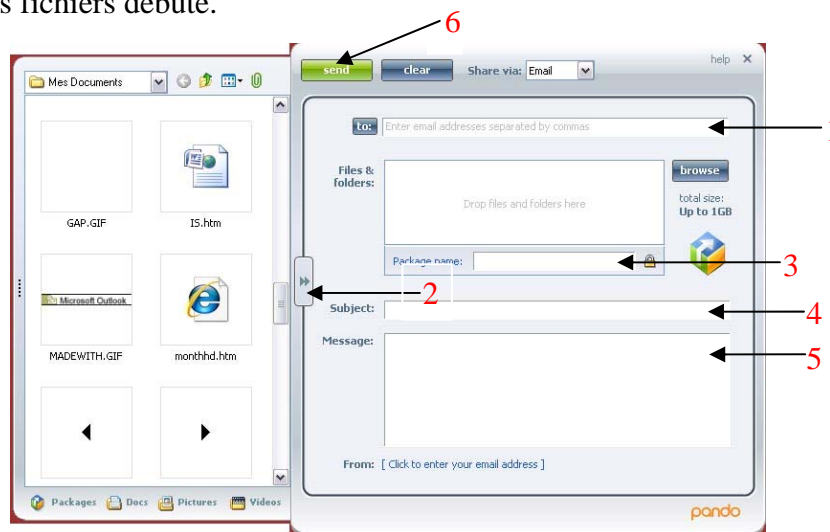 s fichiers débute.
6
send clear Share via: Email help X
Mes Documents
to: Enter email addresses separated by commas
Files & folders:
Drop files and folders here
browse
total size:
Up to 1GB
GAP.GIF IS.htm
Package name: 3
2
Microsoft Outlook
Subject: 4
MADEWITH.GIF monthhd.htm
Message: 5
From: [ Click to enter your email address ]
Packages Docs Pictures Videos
pando